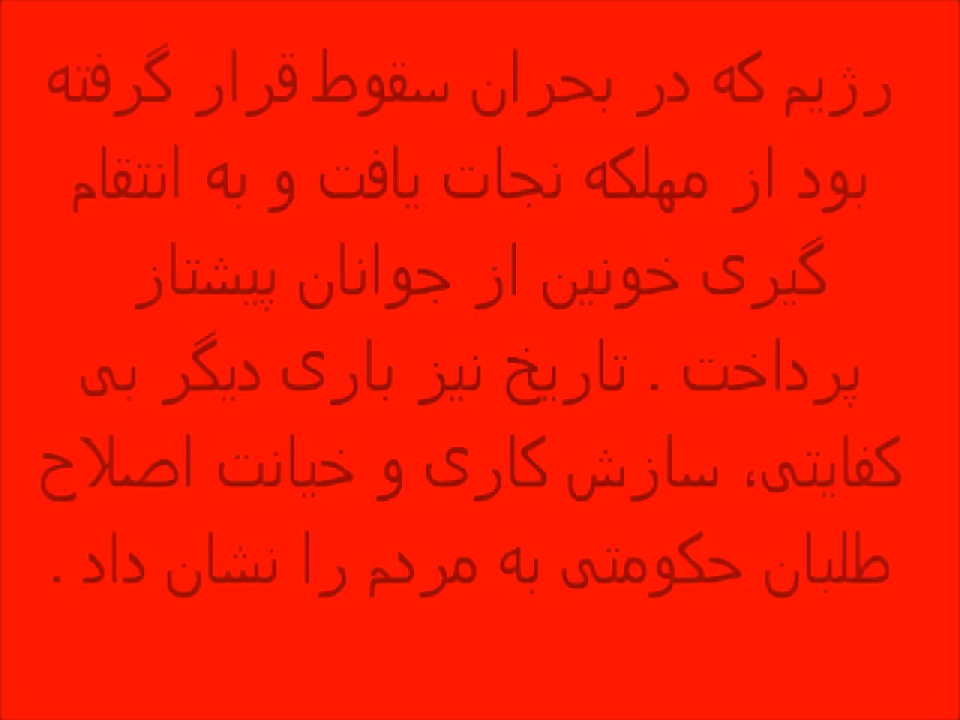 رژیم که در بحران سقوط قرار گرفته
بود از مهلکه نجات یافت و به انتقام
گیری خونین از جوانان پیشتاز
پرداخت . تاریخ نیز باری دیگر بی
کفایتی، سازش کاری و خیانت اصلاح
طلبان حکومتی به مردم را نشان داد .